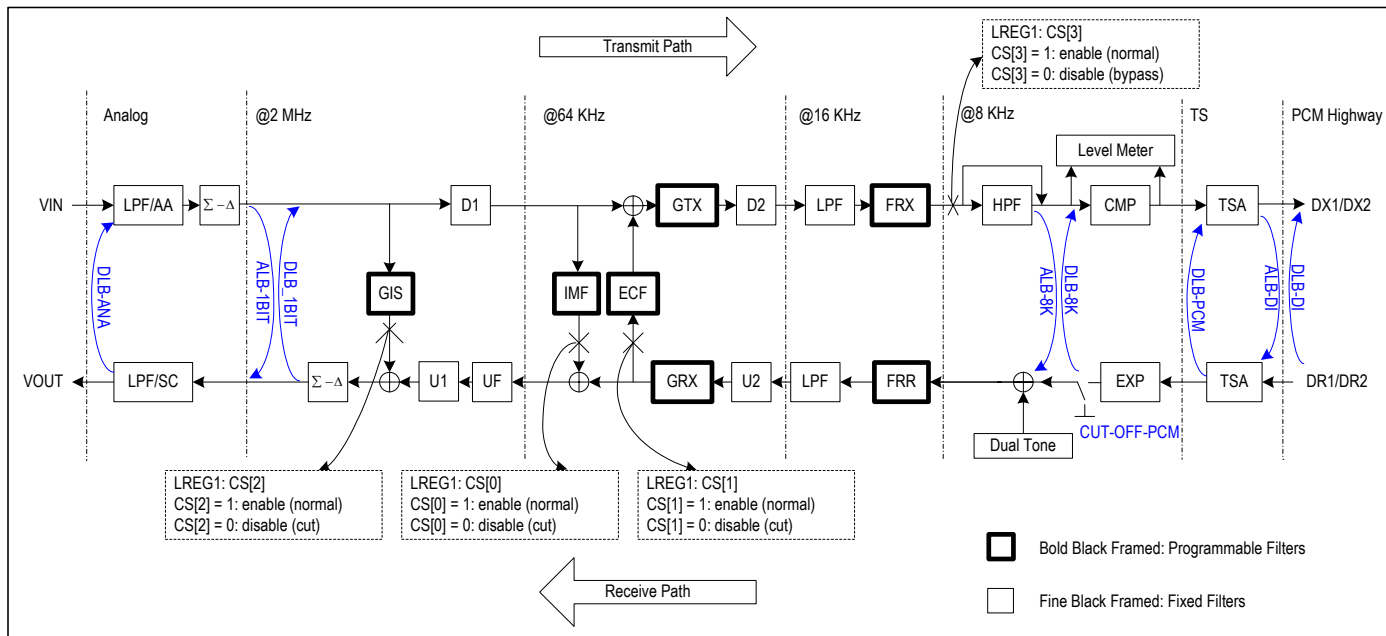 Transmit Path
LREG1: CS[3]
CS[3] = 1: enable (normal)
CS[3] = 0: disable (bypass)
Analog
@2 MHz
@64 KHz
@16 KHz
@8 KHz
TS
PCM Highway
Level Meter
VIN
LPF/AA
Σ−Δ
D1
GTX
D2
LPF
FRX
HPF
CMP
TSA
DX1/DX2
DLB-ANA
ALB-1BIT
DLB_1BIT
GIS
IMF
ECF
ALB-8K
DLB-8K
DLB-PCM
ALB-DI
DLB-DI
VOUT
LPF/SC
Σ−Δ
U1
UF
GRX
U2
LPF
FRR
EXP
TSA
DR1/DR2
CUT-OFF-PCM
Dual Tone
LREG1: CS[2]
CS[2] = 1: enable (normal)
CS[2] = 0: disable (cut)
LREG1: CS[0]
CS[0] = 1: enable (normal)
CS[0] = 0: disable (cut)
LREG1: CS[1]
CS[1] = 1: enable (normal)
CS[1] = 0: disable (cut)
Bold Black Framed: Programmable Filters
Receive Path
Fine Black Framed: Fixed Filters